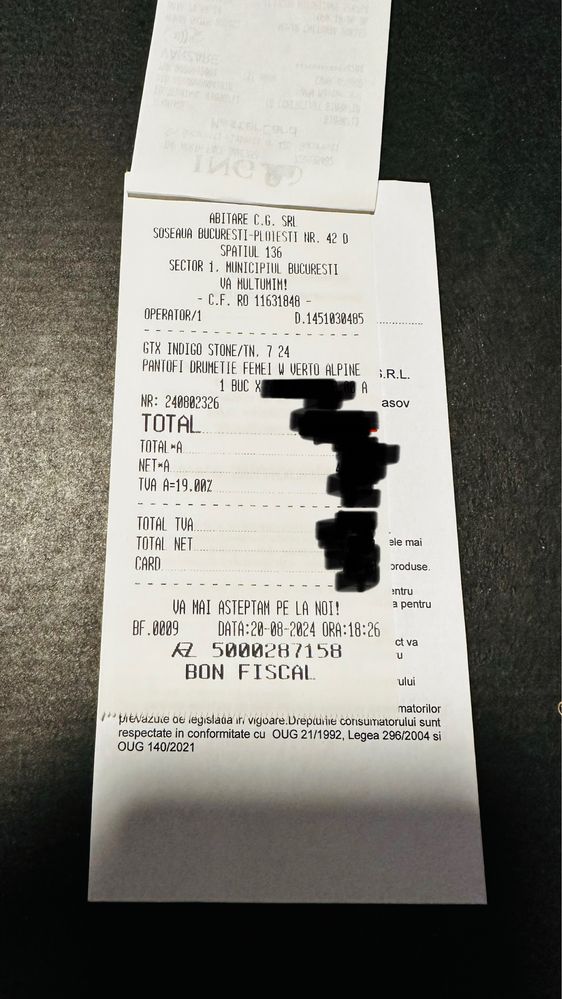 ABITARE C.G. SRL
SOSEAUA BUCURESTI-PLOIESTI NR. 42 D
SPATIUL 136
SECTOR 1, MUNICIPIUL BUCURESTI
VA MULTUMIM!
- C.F. RO 11631848 -
OPERATOR/1 D.1451030485
GTX INDIGO STONE/TN. 7 24
PANTOFI DRUMETIE FEMEI W VERTO ALPINE
1 BUC X A
NR: 240802326
TOTAL
TOTAL*A
NET*A
TVA A=19.00%
TOTAL TVA
TOTAL NET
CARD
VA MAI ASTEPTAM PE LA NOI!
BF.0009 DATA:20-08-2024 ORA:18:26
5000287158
BON FISCAL
S.R.L.
asov
ele mai
produse.
entru
a pentru
ct va
u
ului
matorilor
prevazute de legislatia in vigoare.Drepturile consumatorului sunt
respectate in conformitate cu OUG 21/1992, Legea 296/2004 si
OUG 140/2021